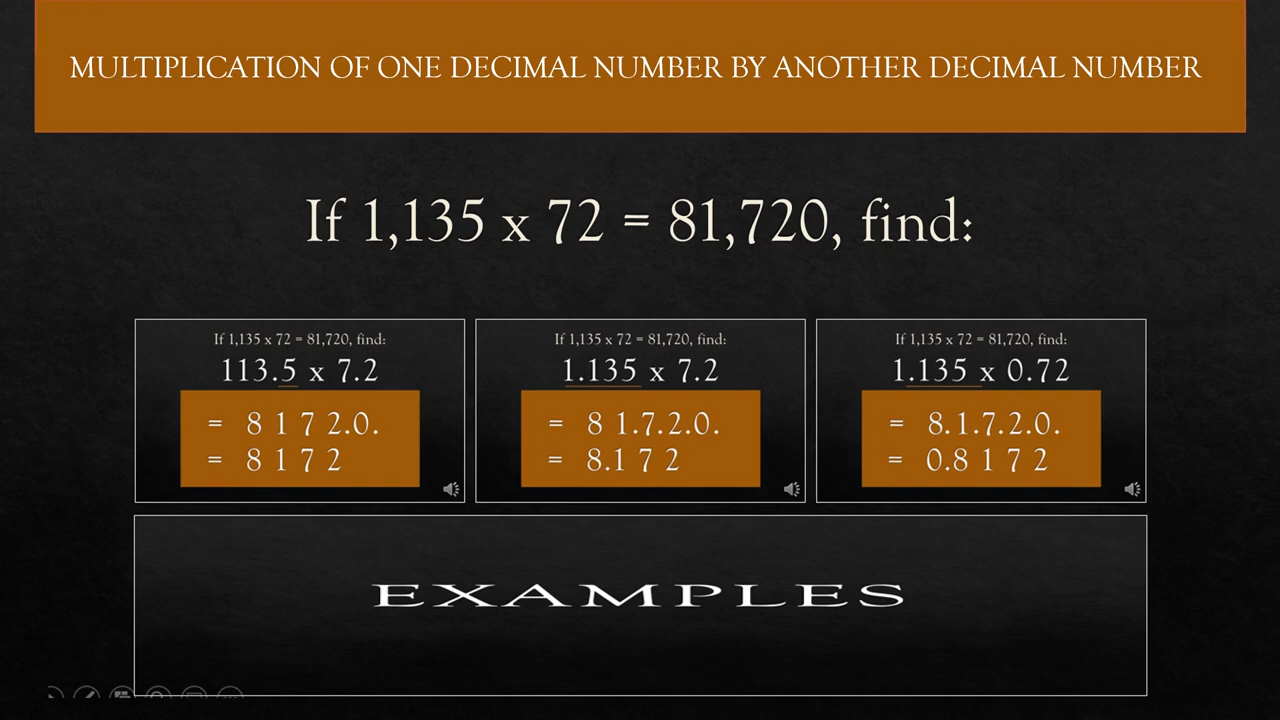 MULTIPLICATION OF ONE DECIMAL NUMBER BY ANOTHER DECIMAL NUMBER
If 1,135 x 72 = 81,720, find:
If 1,135 x 72 = 81,720, find:
113.5 x 7.2
= 8 1 7 2.0.
= 8 1 7 2
If 1,135 x 72 = 81,720, find:
1.135 x 7.2
= 8 1.7.2.0.
= 8.1 7 2
If 1,135 x 72 = 81,720, find:
1.135 x 0.72
= 8.1.7.2.0.
= 0.8 1 7 2
EXAMPLES